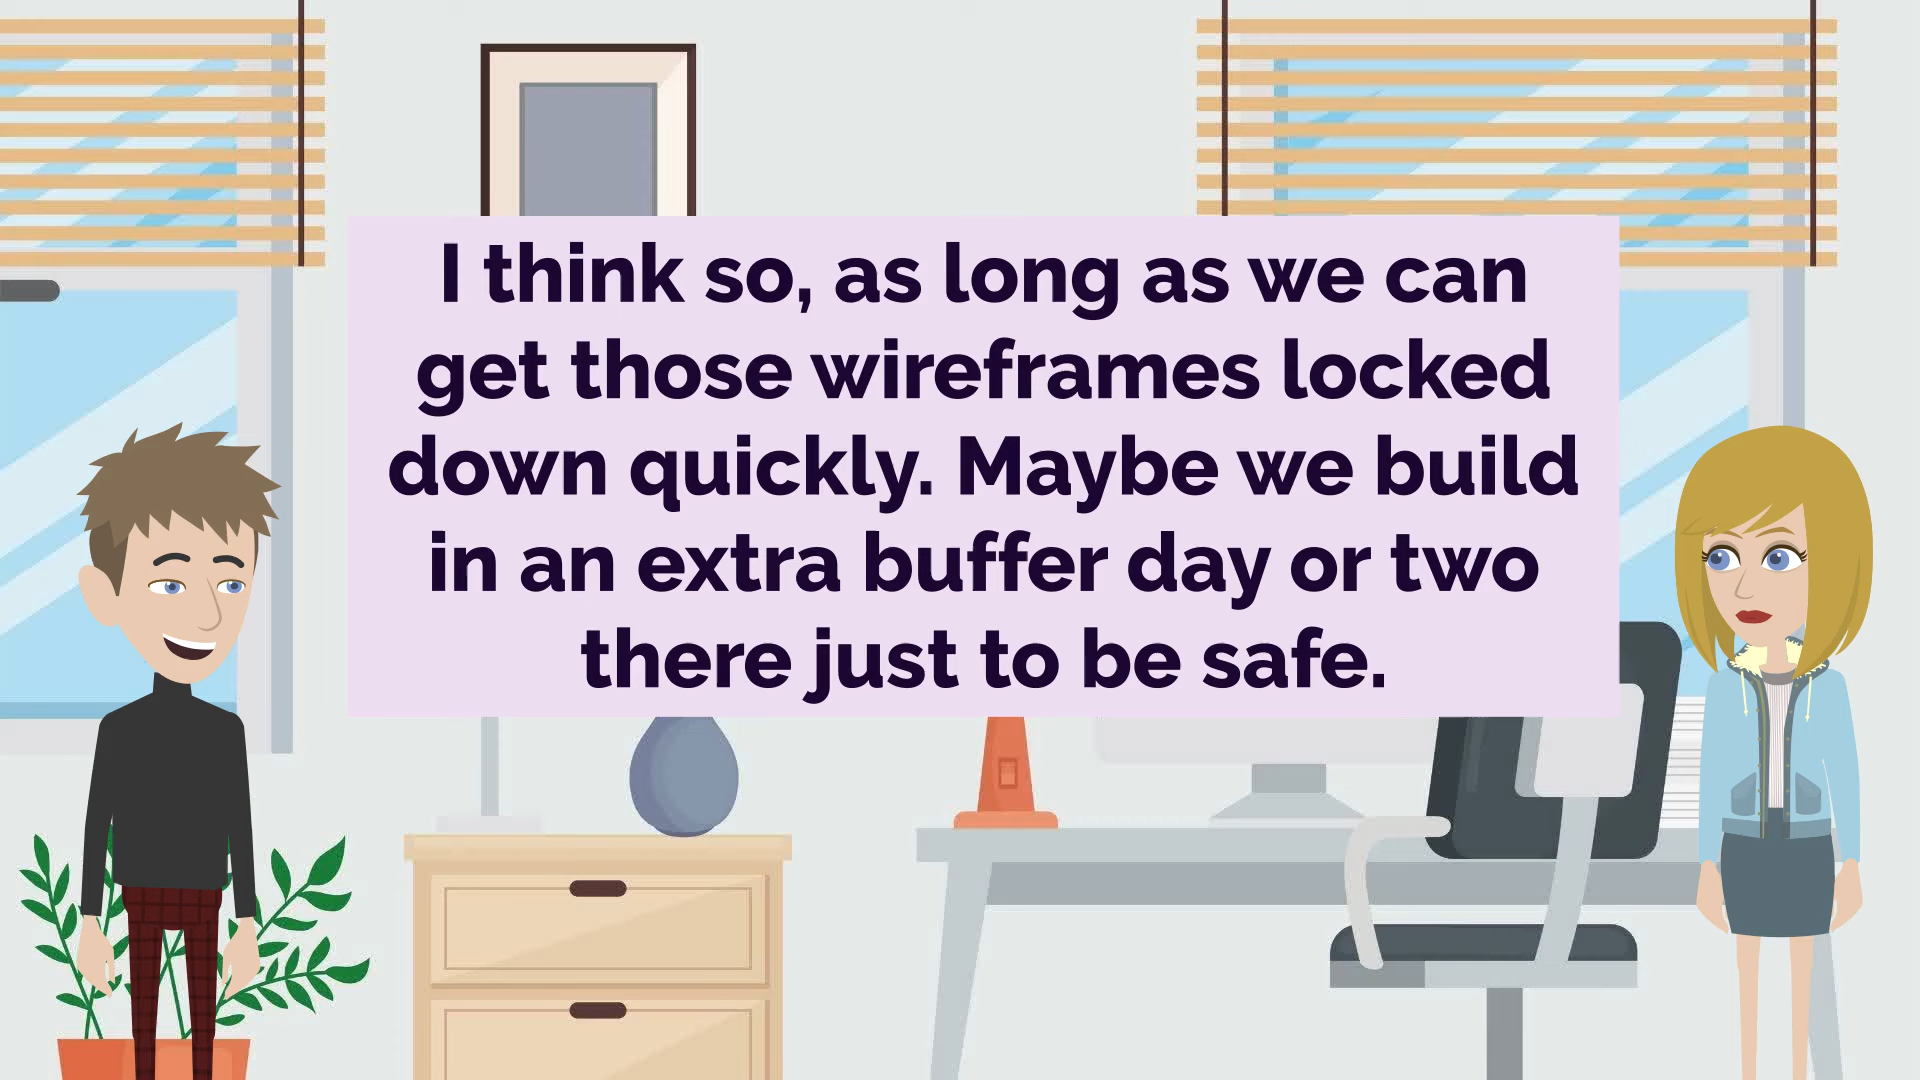 I think so, as long as we can
get those wireframes locked
down quickly. Maybe we build
in an extra buffer day or two
there just to be safe.